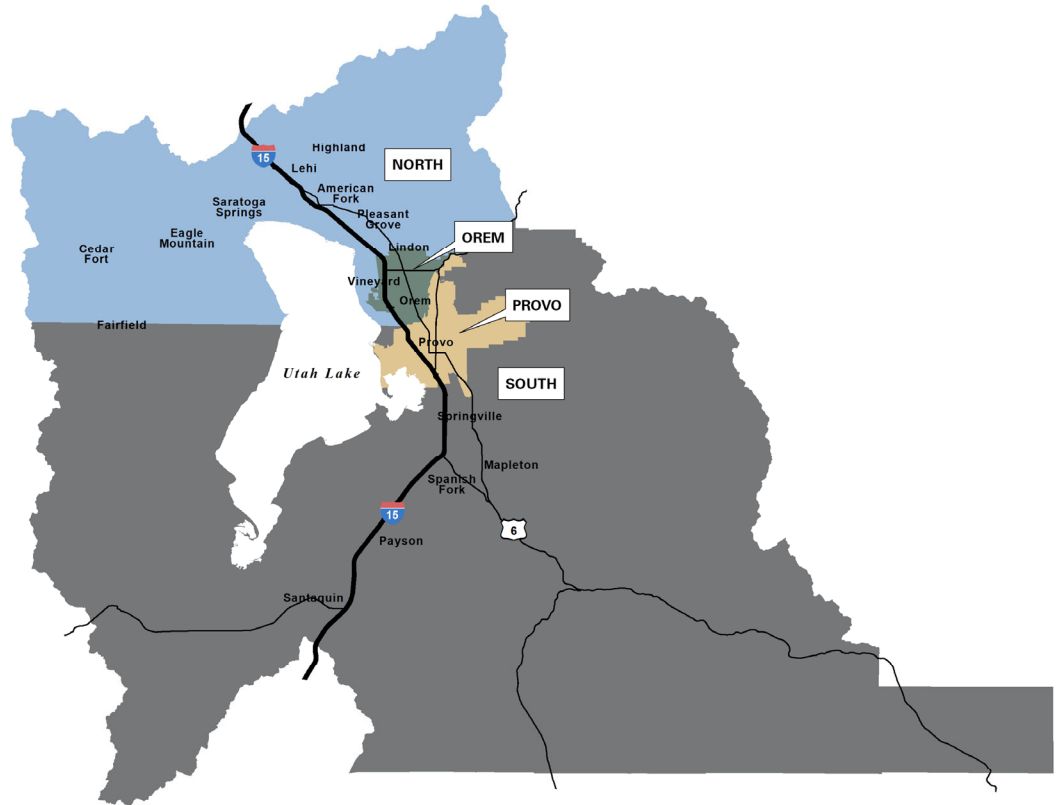 Highland
15
NORTH
Lehi
American
Fork
Saratoga
Springs
Pleasant
Grove
Eagle
Mountain
OREM
Cedar
Fort
Lindon
Vineyard
Orem
PROVO
Fairfield
Provo
Utah Lake
SOUTH
Springville
Mapleton
Spanish
Fork
15
6
Payson
Santaquin